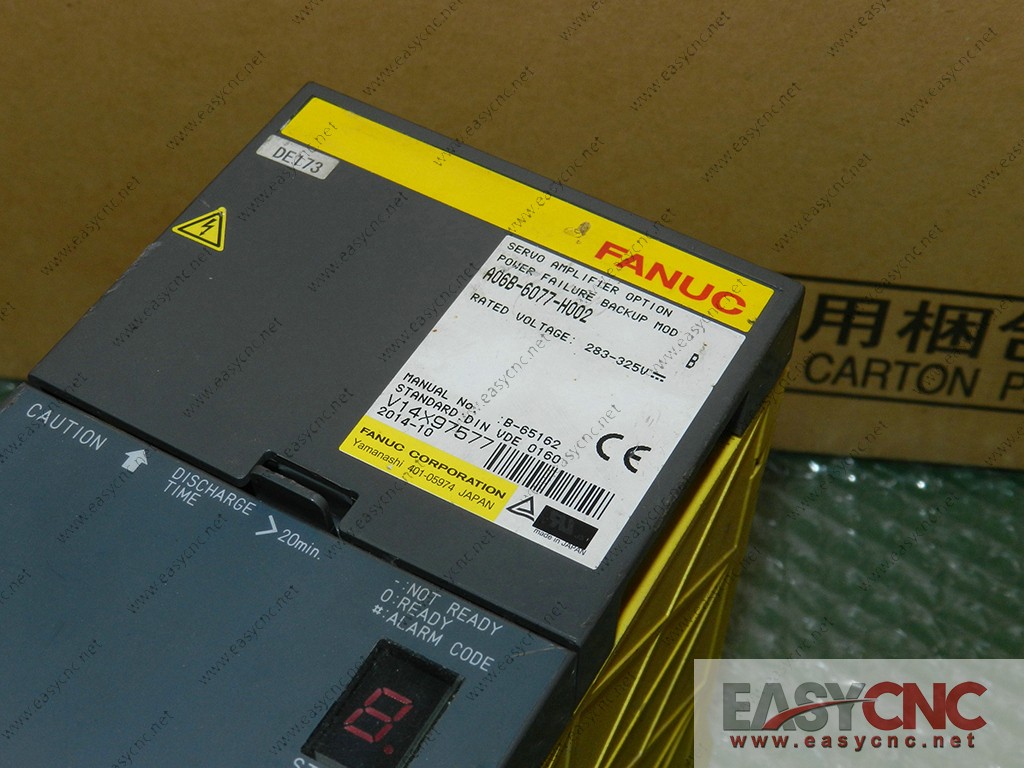 DE173
FANUC
SERVO AMPLIFIER OPTION
POWER FAILURE BACKUP MOD
A06B-6077-H002
B
RATED VOLTAGE: 283-325V
MANUAL No. :B-65162
STANDARD:DIN VDE 0160
V14X97577
2014-10
CE
FANUC CORPORATION
Yamanashi 401-05974 JAPAN
made in JAPAN
CAUTION
DISCHARGE
TIME
>20min.
-:NOT READY
0:READY
#:ALARM CODE
8.
用梱
CARTON P
EASYCNC
www.easycnc.net